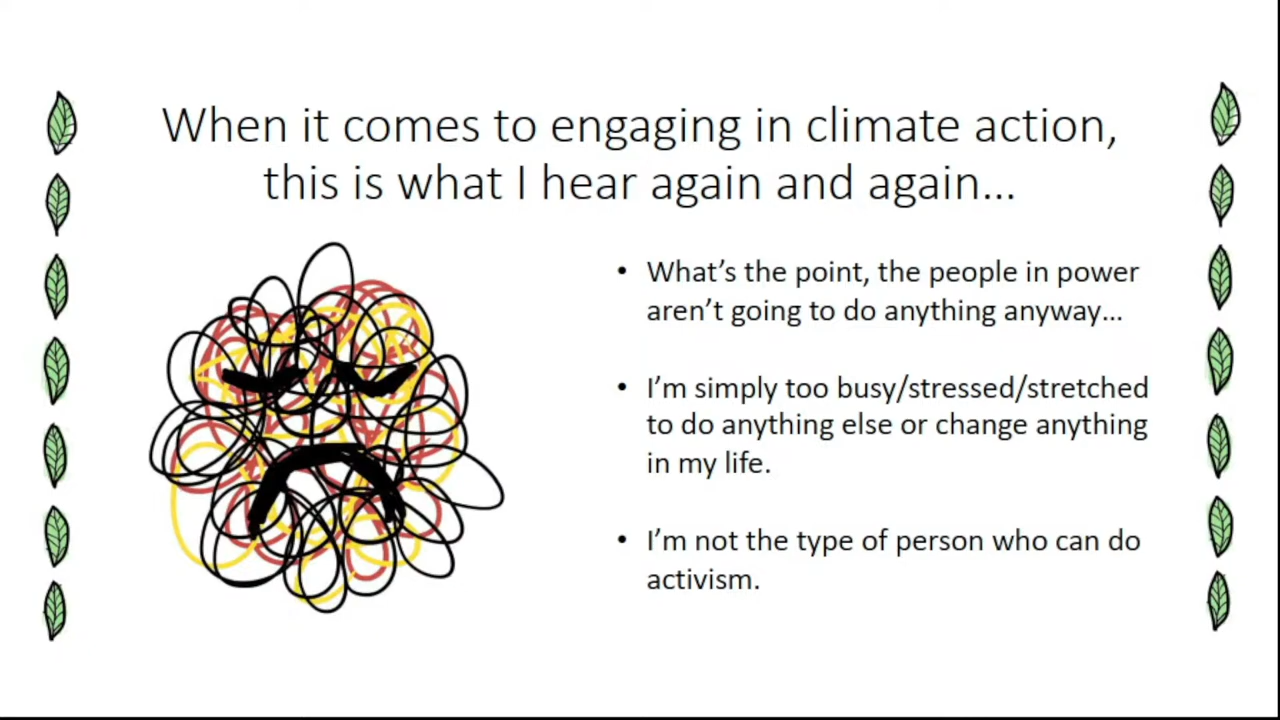 When it comes to engaging in climate action,
this is what I hear again and again…
• What’s the point, the people in power
aren’t going to do anything anyway…
• I’m simply too busy/stressed/stretched
to do anything else or change anything
in my life.
• I’m not the type of person who can do
activism.